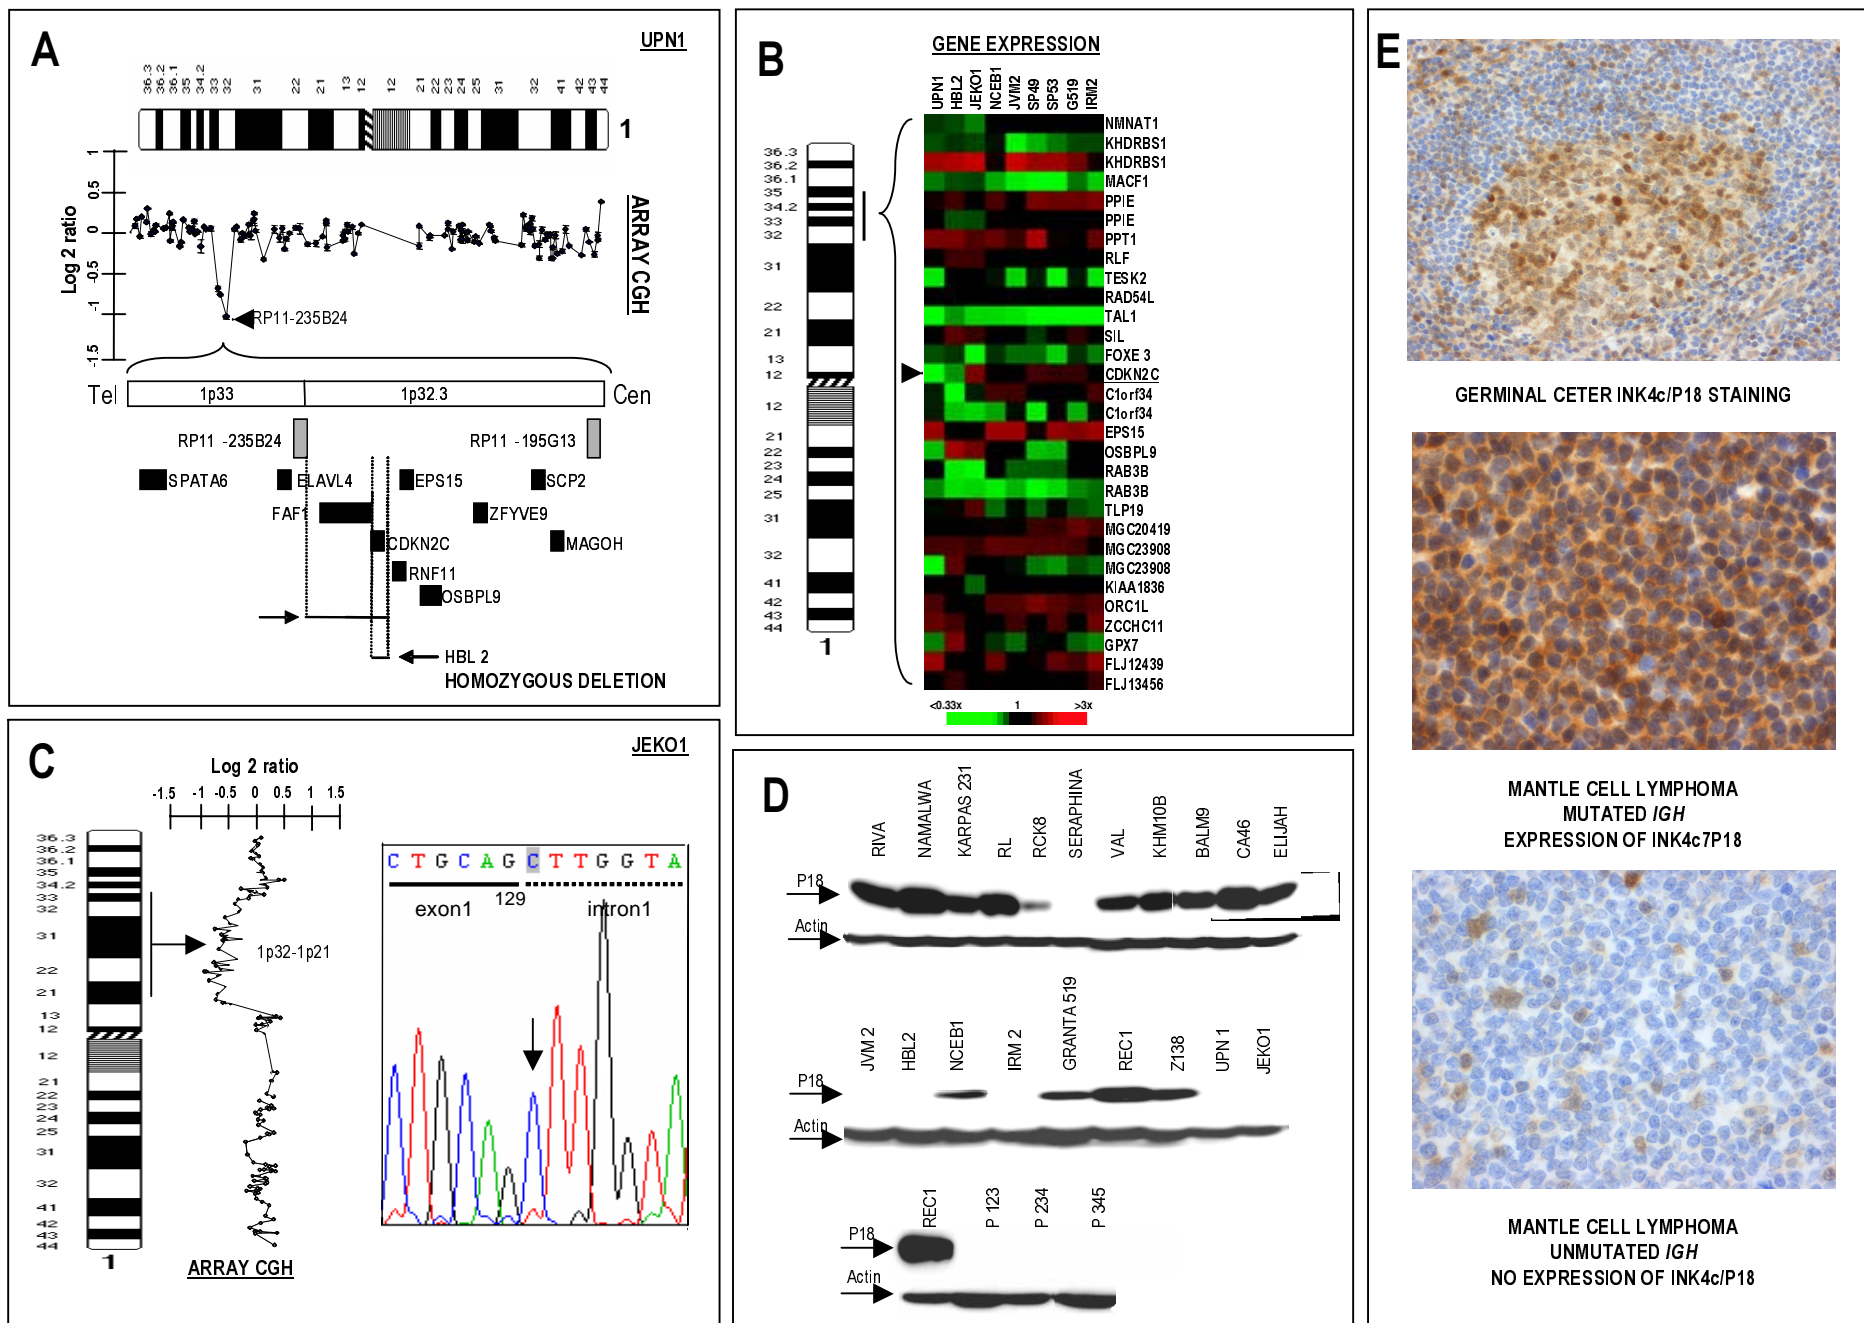 A
UPN1
36.3 36.2 36.1 35 34.2 33 32 31 22 21 13 12 12 21 22 23 24 25 31 32 41 42 43 44
1
Log 2 ratio
1
0.5
0
-0.5
-1
-1.5
ARRAY CGH
RP11-235B24
Tel 1p33 1p32.3 Cen
RP11 -235B24 RP11 -195G13
SPATA6 ELAVL4 EPS15 SCP2
FAF1 ZFYVE9
CDKN2C MAGOH
RNF11
OSBPL9
HBL 2
HOMOZYGOUS DELETION
B
GENE EXPRESSION
UPN1 HBL2 JEKO1 NCEB1 JVM2 SP49 SP53 G519 IRM2
36.3
36.2
36.1
35
34.2
33
32
31
22
21
13
12
12
21
22
23
24
25
31
32
41
42
43
44
1
NMNAT1
KHDRBS1
KHDRBS1
MACF1
PPIE
PPIE
PPT1
RLF
TESK2
RAD54L
TAL1
SIL
FOXE 3
CDKN2C
C1orf34
C1orf34
EPS15
OSBPL9
RAB3B
RAB3B
TLP19
MGC20419
MGC23908
MGC23908
KIAA1836
ORC1L
ZCCHC11
GPX7
FLJ12439
FLJ13456
<0.33x 1 >3x
C
JEKO1
Log 2 ratio
-1.5 -1 -0.5 0 0.5 1 1.5
36.3
36.2
36.1
35
34.2
33
32
31
22
21
13
12
12
21
22
23
24
25
31
32
41
42
43
44
1
1p32-1p21
ARRAY CGH
C T G C A G C T T G G T A
129
exon1 intron1
D
RIVA NAMALWA KARPAS 231 RL RCK8 SERAPHINA VAL KHM10B BALM9 CA46 ELIJAH
P18
Actin
JVM 2 HBL2 NCEB1 IRM 2 GRANTA 519 REC1 Z138 UPN 1 JEKO1
P18
Actin
REC1 P 123 P 234 P 345
P18
Actin
E
GERMINAL CETER INK4c/P18 STAINING
MANTLE CELL LYMPHOMA
MUTATED IGH
EXPRESSION OF INK4c7P18
MANTLE CELL LYMPHOMA
UNMUTATED IGH
NO EXPRESSION OF INK4c/P18